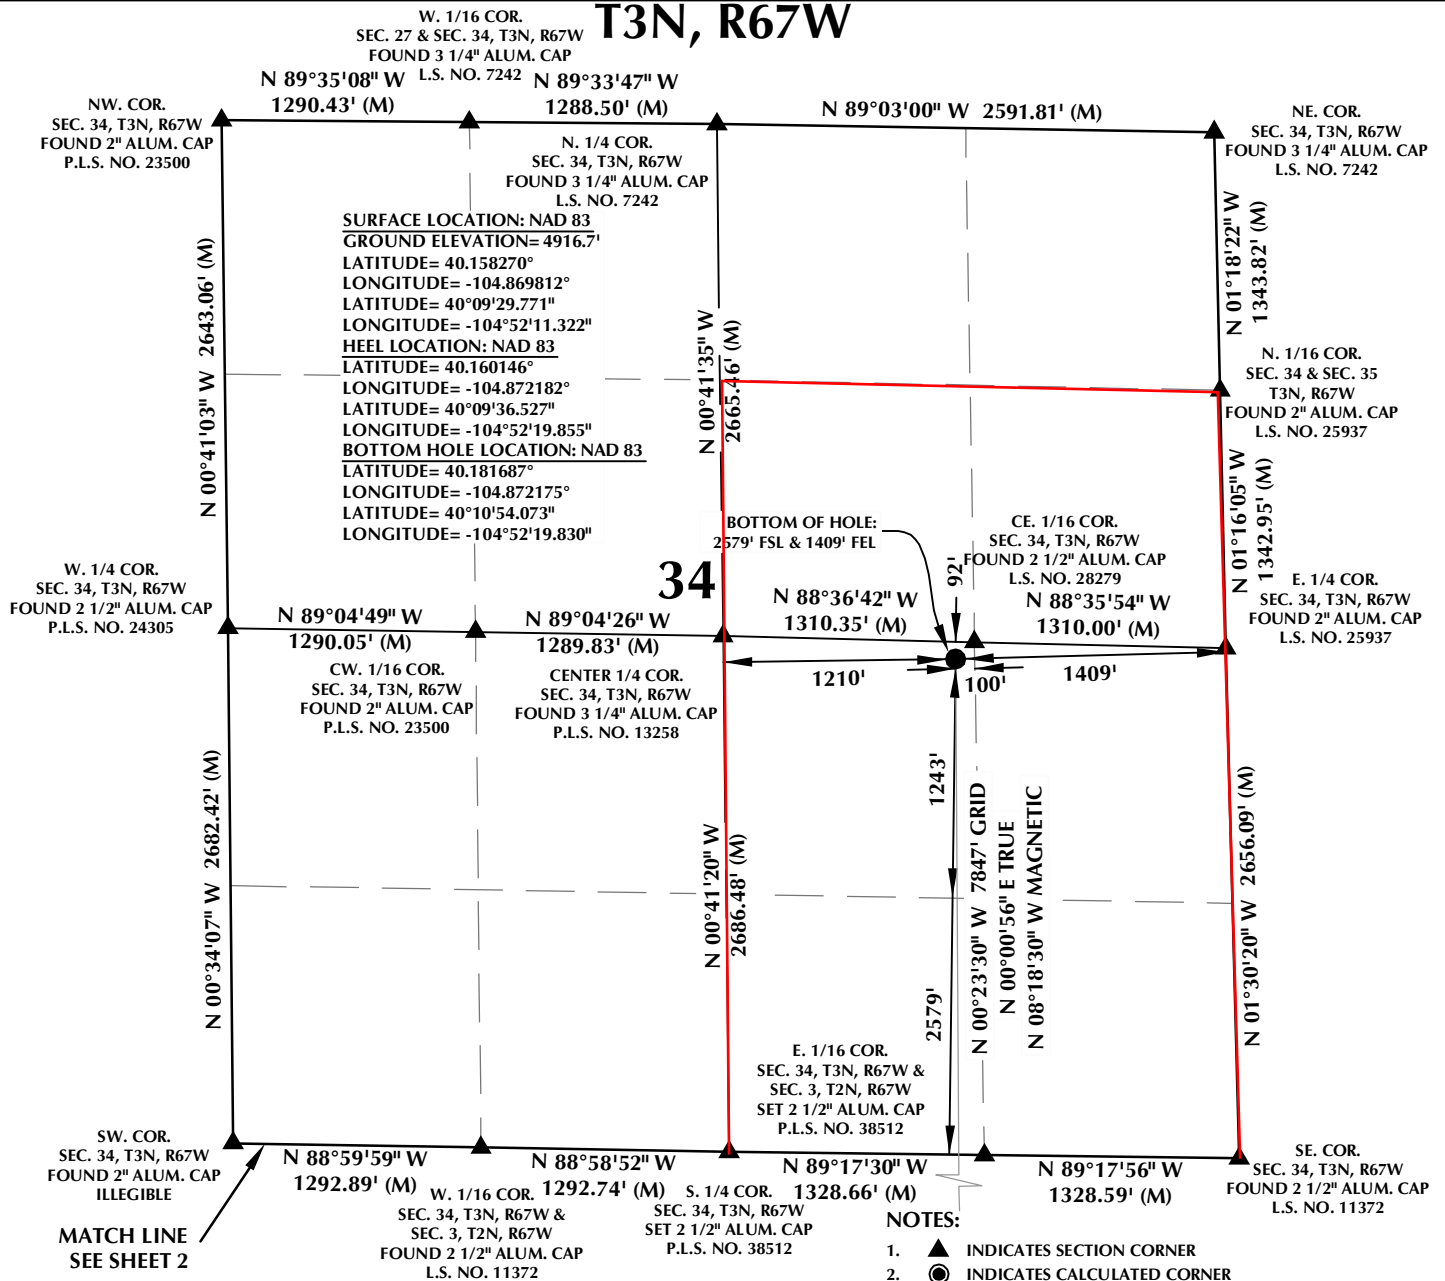 T3N, R67W
W. 1/16 COR.
SEC. 27 & SEC. 34, T3N, R67W
FOUND 3 1/4" ALUM. CAP
L.S. NO. 7242
N 89°35'08" W
1290.43' (M)
N 89°33'47" W
1288.50' (M)
N 89°03'00" W 2591.81' (M)
NW. COR.
SEC. 34, T3N, R67W
FOUND 2" ALUM. CAP
P.L.S. NO. 23500
N. 1/4 COR.
SEC. 34, T3N, R67W
FOUND 3 1/4" ALUM. CAP
L.S. NO. 7242
NE. COR.
SEC. 34, T3N, R67W
FOUND 3 1/4" ALUM. CAP
L.S. NO. 7242
SURFACE LOCATION: NAD 83
GROUND ELEVATION= 4916.7'
LATITUDE= 40.158270°
LONGITUDE= -104.869812°
LATITUDE= 40°09'29.771"
LONGITUDE= -104°52'11.322"
HEEL LOCATION: NAD 83
LATITUDE= 40.160146°
LONGITUDE= -104.872182°
LATITUDE= 40°09'36.527"
LONGITUDE= -104°52'19.855"
BOTTOM HOLE LOCATION: NAD 83
LATITUDE= 40.181687°
LONGITUDE= -104.872175°
LATITUDE= 40°10'54.073"
LONGITUDE= -104°52'19.830"
N 00°41'03" W 2643.06' (M)
N 00°41'35" W
2665.46' (M)
N 01°18'22" W
1343.82' (M)
N. 1/16 COR.
SEC. 34 & SEC. 35
T3N, R67W
FOUND 2" ALUM. CAP
L.S. NO. 25937
N 01°16'05" W
1342.95' (M)
BOTTOM OF HOLE:
2579' FSL & 1409' FEL
CE. 1/16 COR.
SEC. 34, T3N, R67W
FOUND 2 1/2" ALUM. CAP
L.S. NO. 28279
92'
34
W. 1/4 COR.
SEC. 34, T3N, R67W
FOUND 2 1/2" ALUM. CAP
P.L.S. NO. 24305
E. 1/4 COR.
SEC. 34, T3N, R67W
FOUND 2" ALUM. CAP
L.S. NO. 25937
N 89°04'49" W
1290.05' (M)
N 89°04'26" W
1289.83' (M)
N 88°36'42" W
1310.35' (M)
N 88°35'54" W
1310.00' (M)
CW. 1/16 COR.
SEC. 34, T3N, R67W
FOUND 2" ALUM. CAP
P.L.S. NO. 23500
CENTER 1/4 COR.
SEC. 34, T3N, R67W
FOUND 3 1/4" ALUM. CAP
P.L.S. NO. 13258
1210'
100'
1409'
1243'
2579'
N 00°23'30" W 7847' GRID
N 00°00'56" E TRUE
N 08°18'30" W MAGNETIC
N 00°34'07" W 2682.42' (M)
N 00°41'20" W
2686.48' (M)
N 01°30'20" W 2656.09' (M)
E. 1/16 COR.
SEC. 34, T3N, R67W &
SEC. 3, T2N, R67W
SET 2 1/2" ALUM. CAP
P.L.S. NO. 38512
SW. COR.
SEC. 34, T3N, R67W
FOUND 2" ALUM. CAP
ILLEGIBLE
N 88°59'59" W
1292.89' (M)
N 88°58'52" W
1292.74' (M)
N 89°17'30" W
1328.66' (M)
N 89°17'56" W
1328.59' (M)
W. 1/16 COR.
SEC. 34, T3N, R67W &
SEC. 3, T2N, R67W
FOUND 2 1/2" ALUM. CAP
L.S. NO. 11372
S. 1/4 COR.
SEC. 34, T3N, R67W
SET 2 1/2" ALUM. CAP
P.L.S. NO. 38512
SE. COR.
SEC. 34, T3N, R67W
FOUND 2 1/2" ALUM. CAP
L.S. NO. 11372
MATCH LINE
SEE SHEET 2
NOTES:
1. INDICATES SECTION CORNER
2. INDICATES CALCULATED CORNER